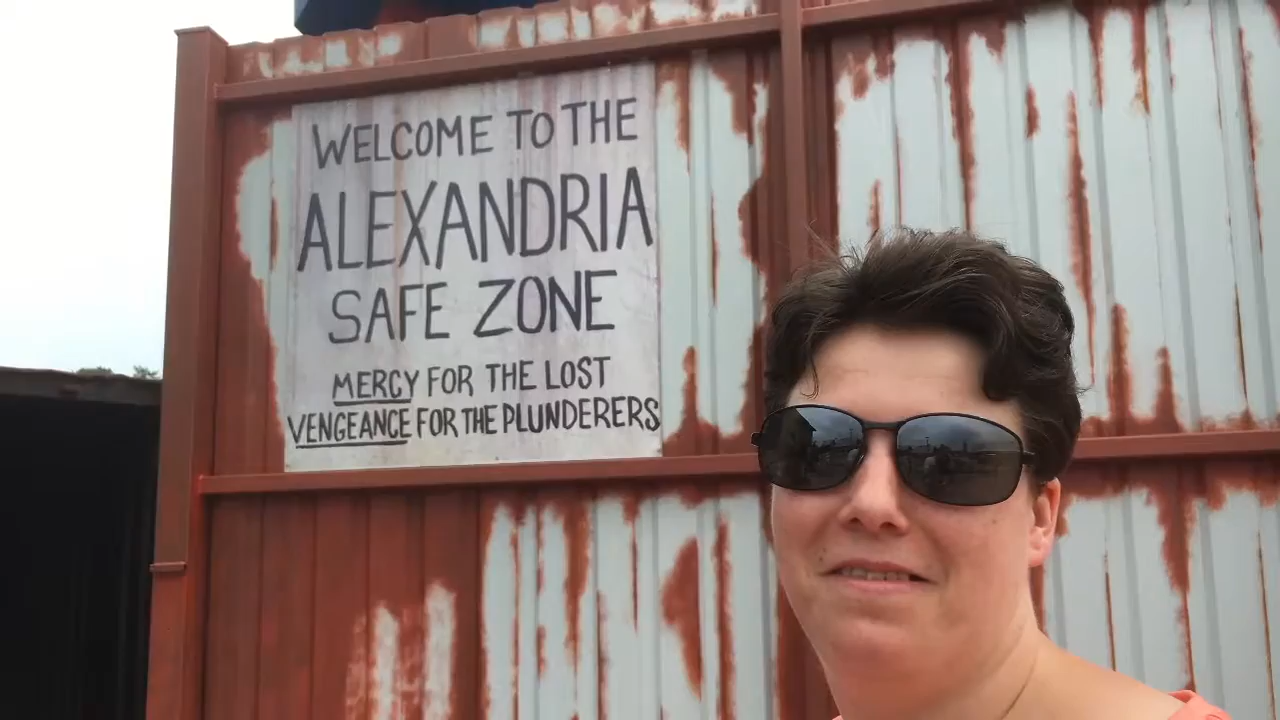 WELCOME TO THE
ALEXANDRIA
SAFE ZONE
MERCY FOR THE LOST
VENGEANCE FOR THE PLUNDERERS